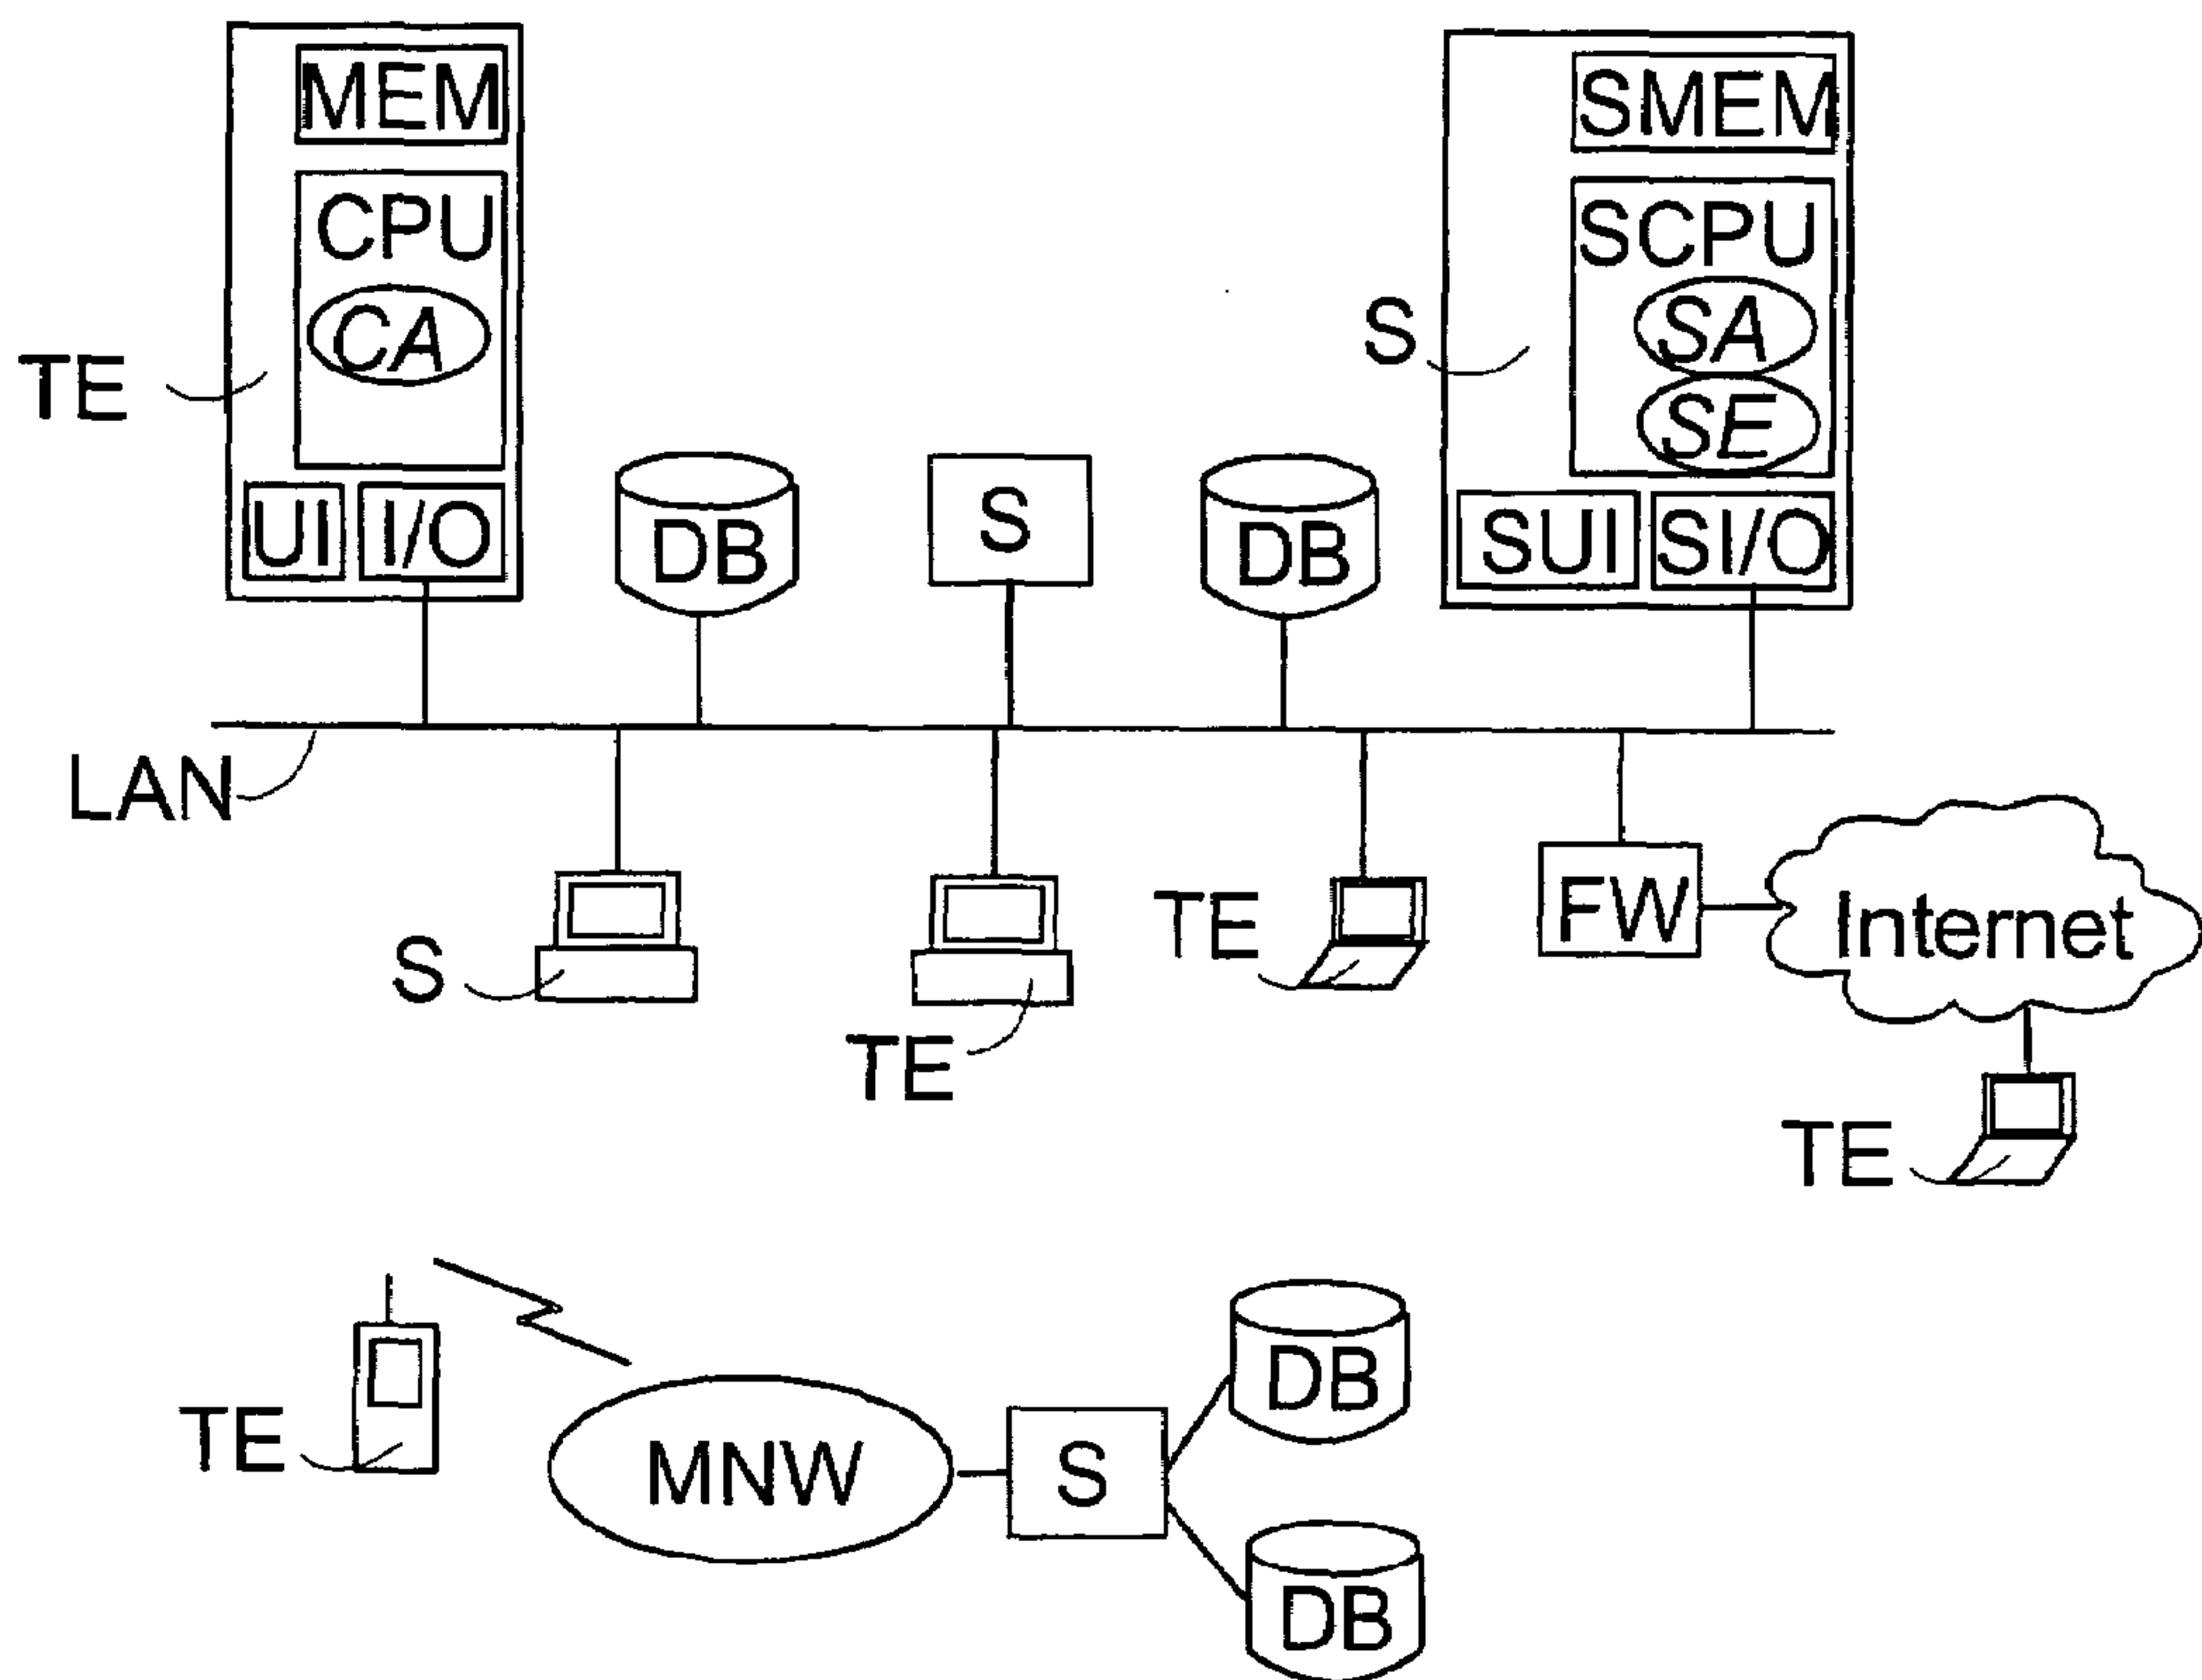 MEM
SMEM
CPU
SCPU
CA
SA
S
TE
SE
UI
I/O
DB
S
DB
SUI
SI/O
LAN
TE
FW
Internet
S
TE
TE
DB
TE
MNW
S
DB